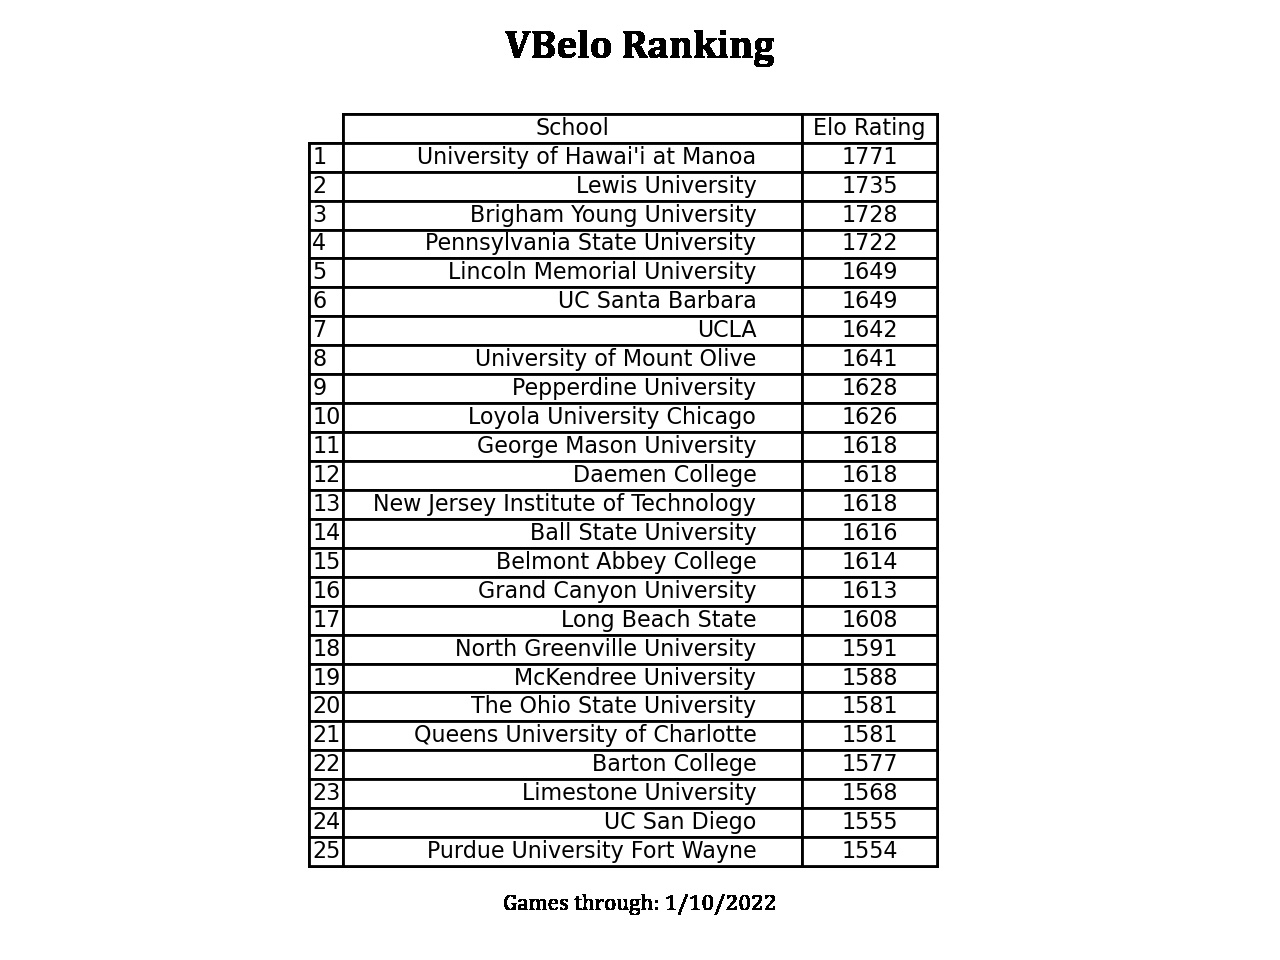 VBelo Ranking
School Elo Rating
1 University of Hawai'i at Manoa 1771
2 Lewis University 1735
3 Brigham Young University 1728
4 Pennsylvania State University 1722
5 Lincoln Memorial University 1649
6 UC Santa Barbara 1649
7 UCLA 1642
8 University of Mount Olive 1641
9 Pepperdine University 1628
10 Loyola University Chicago 1626
11 George Mason University 1618
12 Daemen College 1618
13 New Jersey Institute of Technology 1618
14 Ball State University 1616
15 Belmont Abbey College 1614
16 Grand Canyon University 1613
17 Long Beach State 1608
18 North Greenville University 1591
19 McKendree University 1588
20 The Ohio State University 1581
21 Queens University of Charlotte 1581
22 Barton College 1577
23 Limestone University 1568
24 UC San Diego 1555
25 Purdue University Fort Wayne 1554
Games through: 1/10/2022